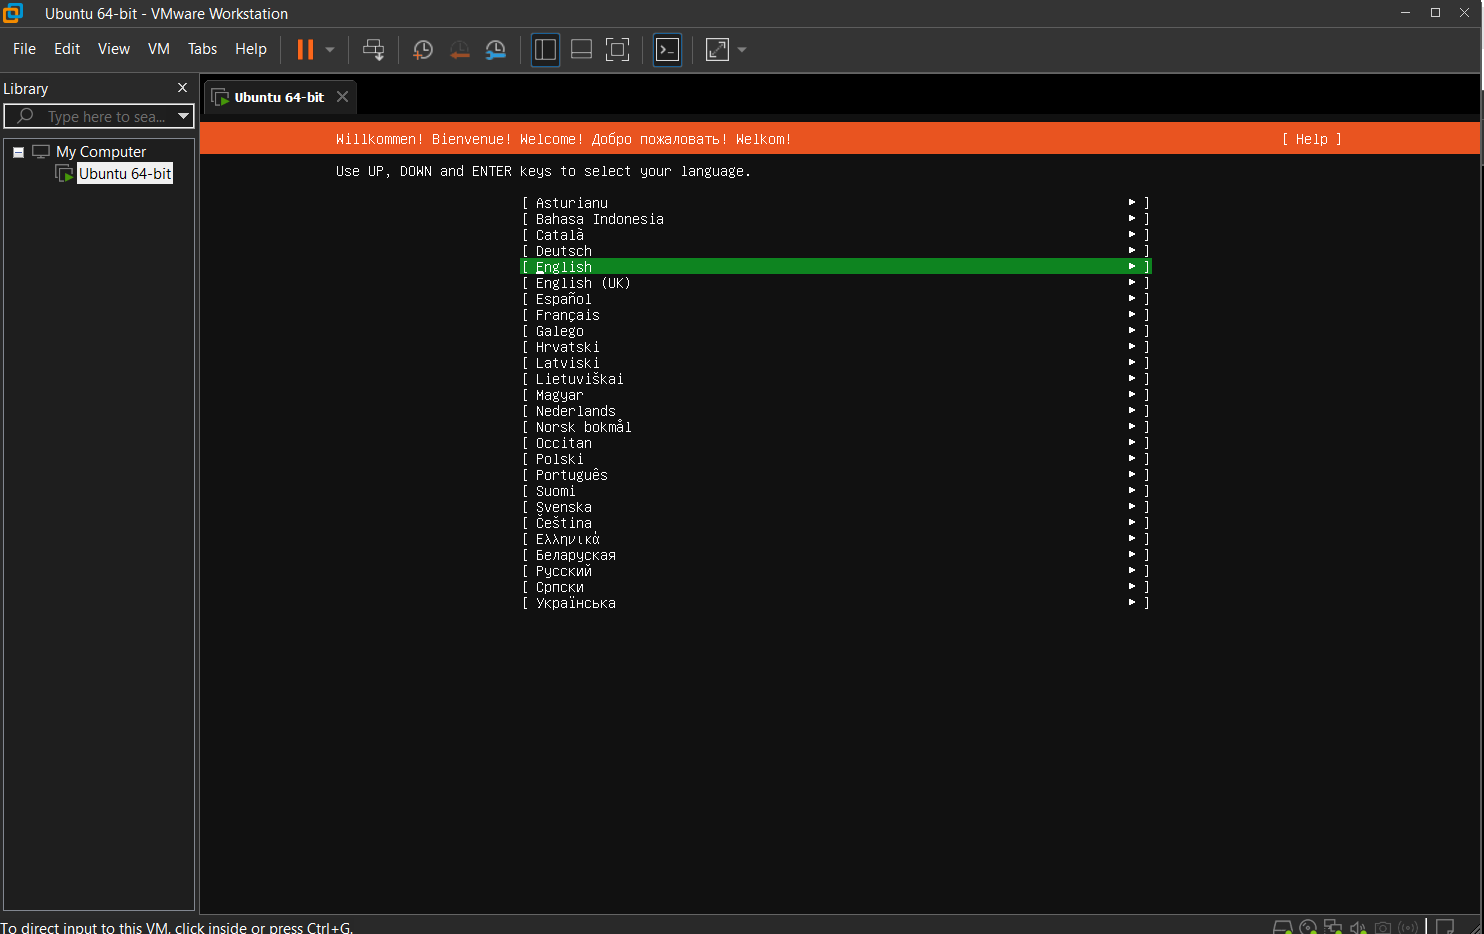 Ubuntu 64-bit - VMware Workstation
File Edit View VM Tabs Help
Library
Type here to sea...
My Computer
Ubuntu 64-bit
Ubuntu 64-bit
Willkommen! Bienvenue! Welcome! Добро пожаловать! Welkom! [ Help ]
Use UP, DOWN and ENTER keys to select your language.
[ Asturianu ▸ ]
[ Bahasa Indonesia ▸ ]
[ Català ▸ ]
[ Deutsch ▸ ]
[ English ▸ ]
[ English (UK) ▸ ]
[ Español ▸ ]
[ Français ▸ ]
[ Galego ▸ ]
[ Hrvatski ▸ ]
[ Latviski ▸ ]
[ Lietuviškai ▸ ]
[ Magyar ▸ ]
[ Nederlands ▸ ]
[ Norsk bokmål ▸ ]
[ Occitan ▸ ]
[ Polski ▸ ]
[ Português ▸ ]
[ Suomi ▸ ]
[ Svenska ▸ ]
[ Čeština ▸ ]
[ Ελληνικά ▸ ]
[ Беларуская ▸ ]
[ Русский ▸ ]
[ Српски ▸ ]
[ Українська ▸ ]
To direct input to this VM, click inside or press Ctrl+G.